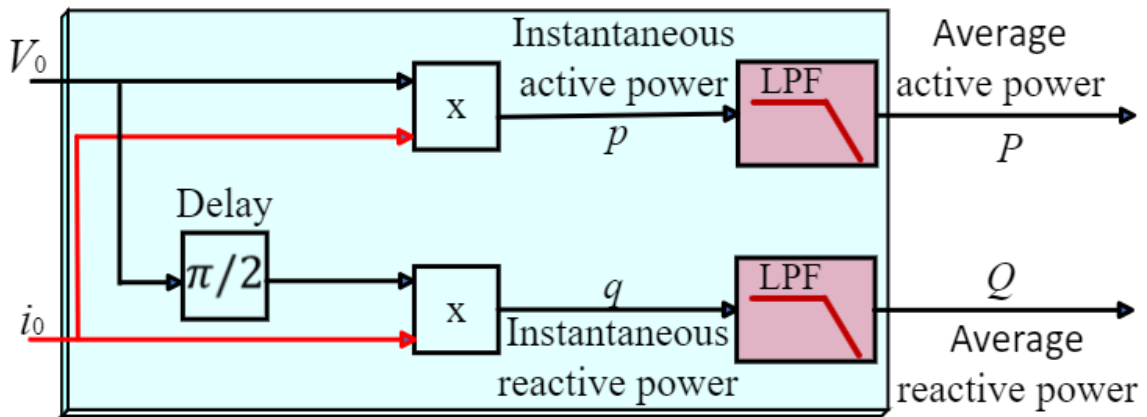 V0
Instantaneous
active power
p
LPF
Average
active power
P
x
Delay
π/2
i0
x
q
Instantaneous
reactive power
LPF
Q
Average
reactive power